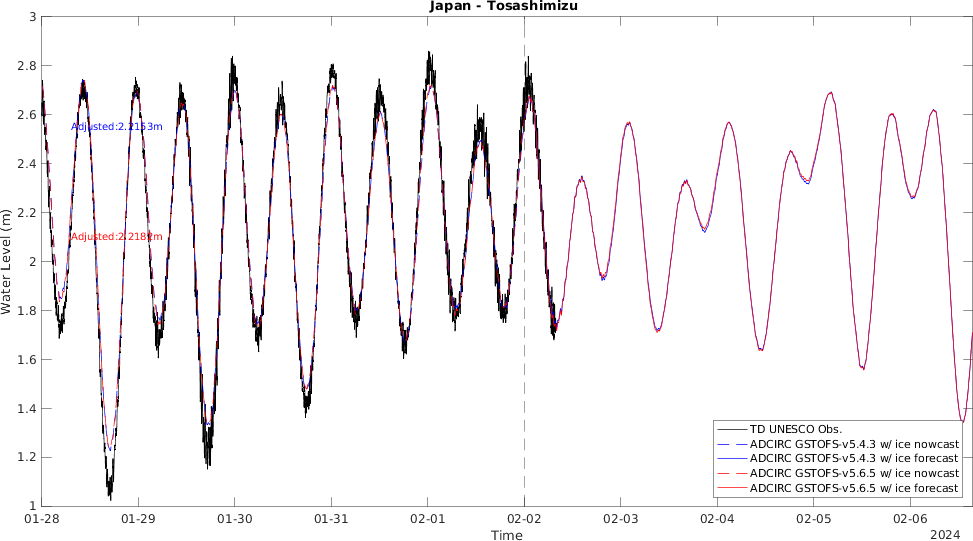 Japan - Tosashimizu
3
2.8
2.6
2.4
2.2
2
1.8
1.6
1.4
1.2
1
Water Level (m)
Adjusted:2.2153m
TD UNESCO Obs.
ADCIRC GSTOFS-v5.4.3 w/ ice nowcast
ADCIRC GSTOFS-v5.4.3 w/ ice forecast
ADCIRC GSTOFS-v5.6.5 w/ ice nowcast
ADCIRC GSTOFS-v5.6.5 w/ ice forecast
01-28 01-29 01-30 01-31 02-01 02-02 02-03 02-04 02-05 02-06
Time
2024